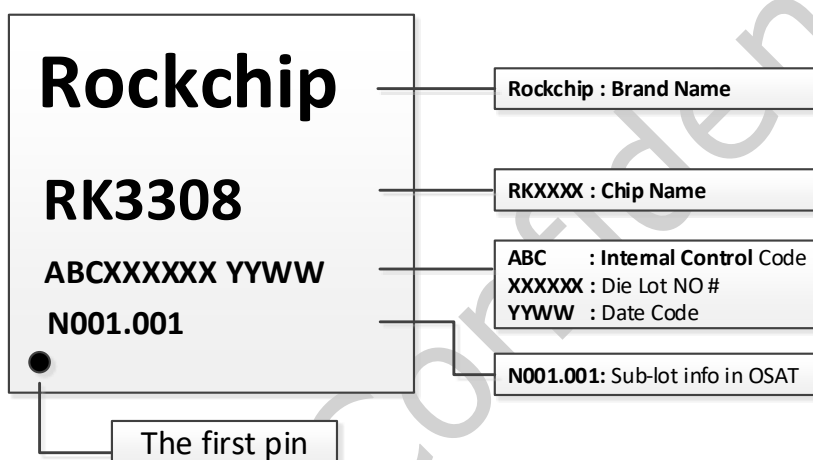 Rockchip
Rockchip : Brand Name
RK3308
RKXXXX : Chip Name
ABCXXXXXX YYWW
ABC : Internal Control Code
XXXXXX : Die Lot NO #
YYWW : Date Code
N001.001
N001.001: Sub-lot info in OSAT
The first pin